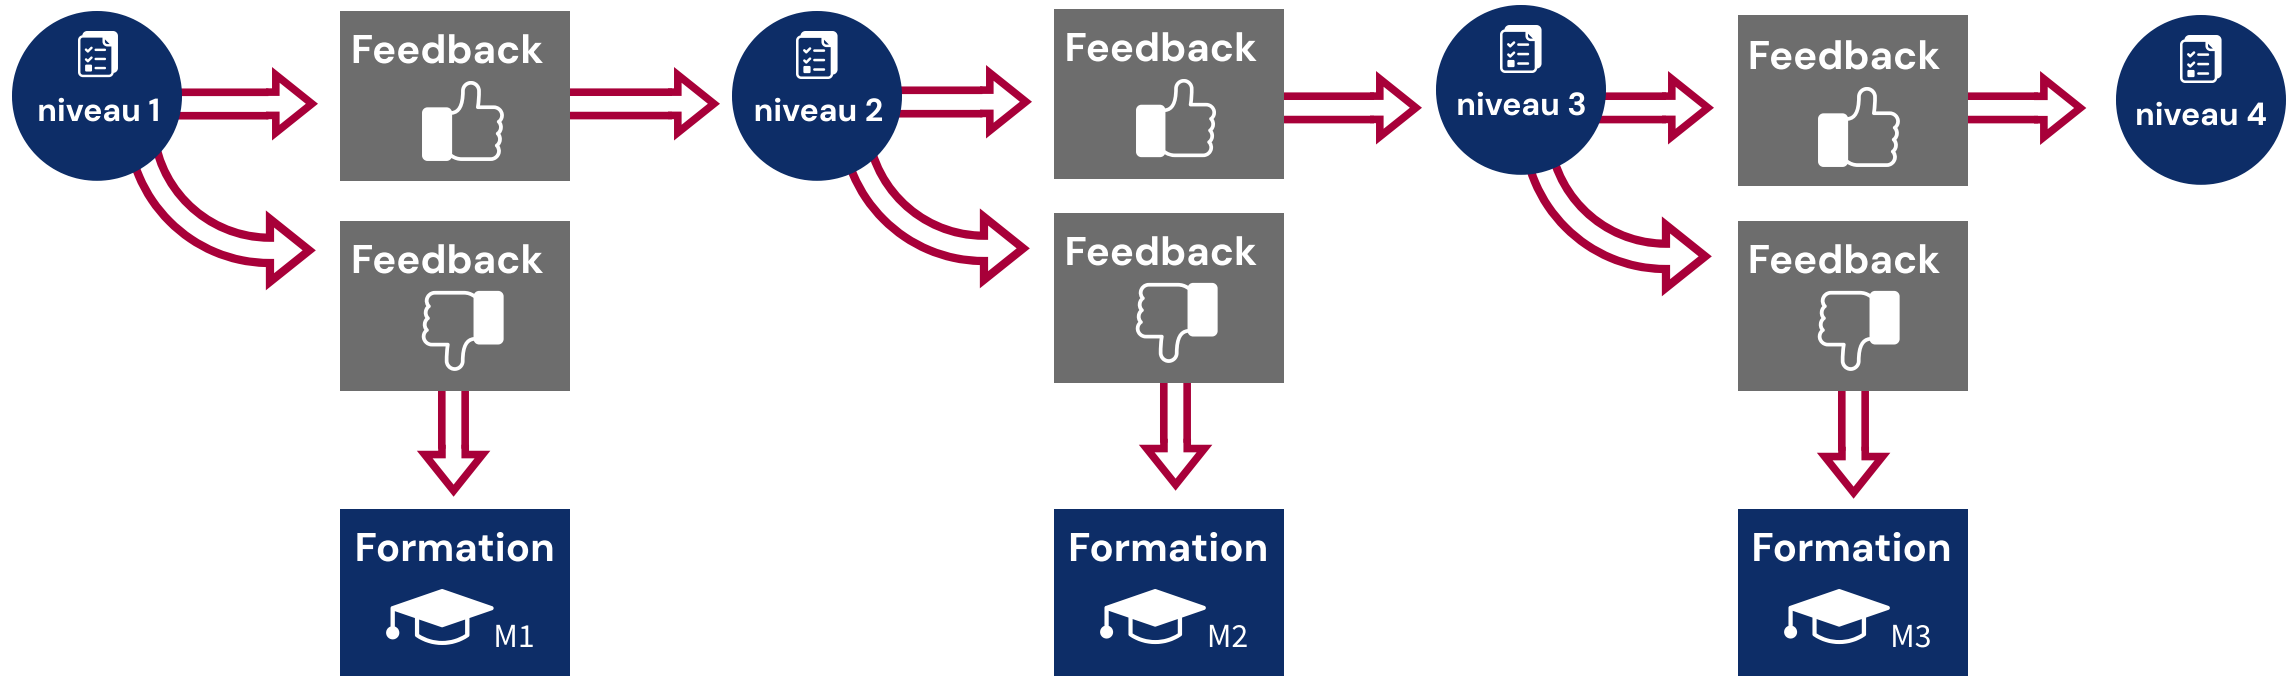 niveau 1
Feedback
niveau 2
Feedback
niveau 3
Feedback
niveau 4
Feedback
Feedback
Feedback
Formation
M1
Formation
M2
Formation
M3